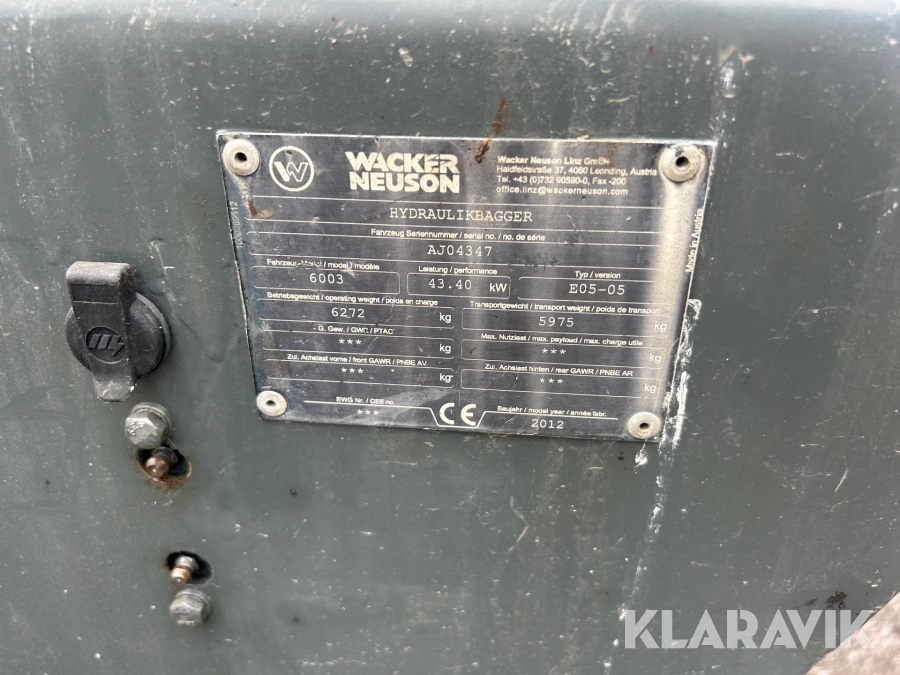 WACKER
NEUSON
Wacker Neuson Linz GmbH
Haidfeldstraße 37, 4060 Leonding, Austria
Tel. +43 (0)732 90590-0, Fax -200
office.linz@wackerneuson.com
HYDRAULIKBAGGER
Fahrzeug Seriennummer / serial no. / no. de série
AJ04347
Fahrzeug-Modell / model / modèle
Leistung / performance
Typ / version
6003
43.40 kW
E05-05
Betriebsgewicht / operating weight / poids en charge
Transportgewicht / transport weight / poids de transport
6272 kg
5975 kg
G. Gew. / GWR / PTAC
Max. Nutzlast / max. payload / max. charge utile
*** kg
*** kg
Zul. Achslast vorne / front GAWR / PNBE AV
Zul. Achslast hinten / rear GAWR / PNBE AR
*** kg
*** kg
EWG Nr. / CEE no.
***
CE
Baujahr / model year / année fabr.
2012
Made in Austria
KLARAVIK